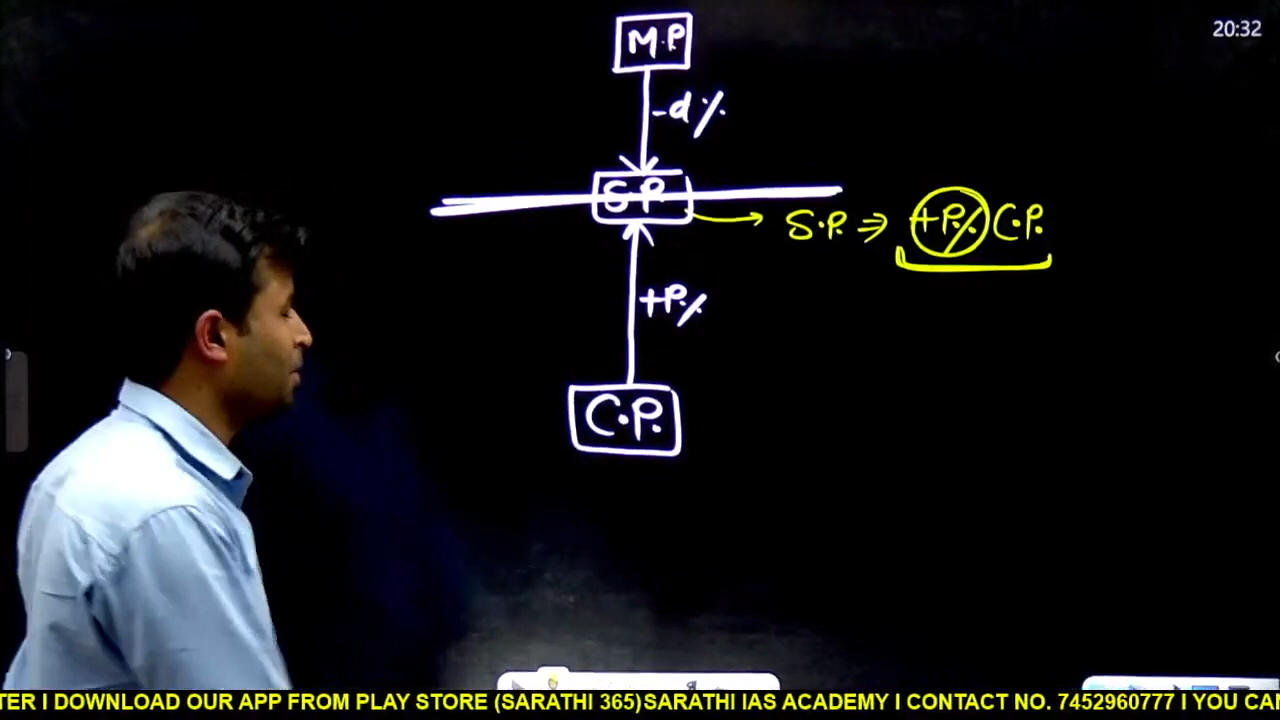 20:32
M.P.
-d%
S.P.
S.P. ⇒ +P% C.P.
+P%
C.P.
TER I DOWNLOAD OUR APP FROM PLAY STORE (SARATHI 365)SARATHI IAS ACADEMY I CONTACT NO. 7452960777 I YOU CAN